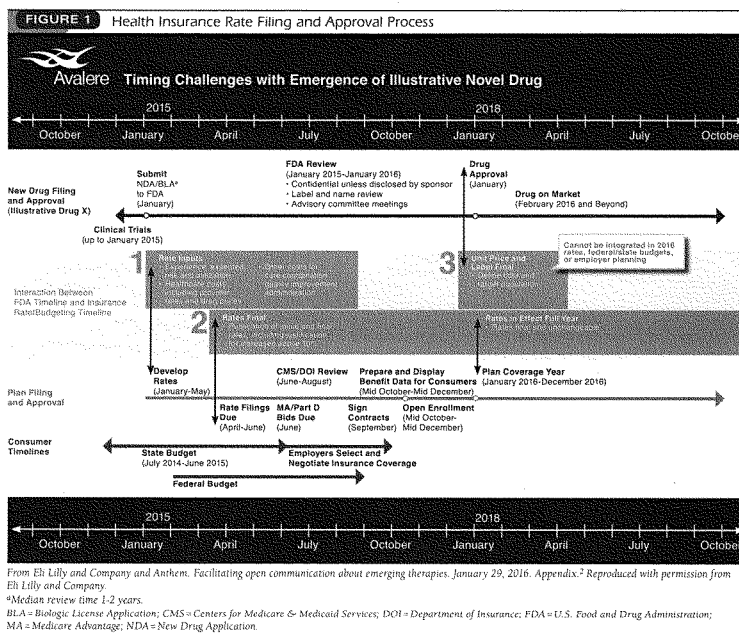 FIGURE 1 Health Insurance Rate Filing and Approval Process
Avalere Timing Challenges with Emergence of Illustrative Novel Drug
2015 2016
October January April July October January April July October
New Drug Filing
and Approval
(Illustrative Drug X)
Submit
NDA/BLAa
to FDA
(January)
FDA Review
(January 2015-January 2016)
• Confidential unless disclosed by sponsor
• Label and name review
• Advisory committee meetings
Drug
Approval
(January)
Drug on Market
(February 2016 and Beyond)
Clinical Trials
(up to January 2015)
Interaction Between
FDA Timeline and Insurance
Rate/Budgeting Timeline
1 Rate Inputs
3 Unit Price and
Label Final
Cannot be integrated in 2016
rates, federal/state budgets,
or employer planning
2 Rates Final
Rates in Effect Full Year
• Rates final and unchangeable
Plan Filing
and Approval
Develop
Rates
(January-May)
CMS/DOI Review
(June-August)
Prepare and Display
Benefit Data for Consumers
(Mid October-Mid December)
Plan Coverage Year
(January 2016-December 2016)
Rate Filings
Due
(April-June)
MA/Part D
Bids Due
(June)
Sign
Contracts
(September)
Open Enrollment
(Mid October-
Mid December)
Consumer
Timelines
State Budget
(July 2014-June 2015)
Employers Select and
Negotiate Insurance Coverage
Federal Budget
2015 2016
October January April July October January April July October
From Eli Lilly and Company and Anthem. Facilitating open communication about emerging therapies. January 29, 2016. Appendix.2 Reproduced with permission from
Eli Lilly and Company.
aMedian review time 1-2 years.
BLA = Biologic License Application; CMS = Centers for Medicare & Medicaid Services; DOI = Department of Insurance; FDA = U.S. Food and Drug Administration;
MA = Medicare Advantage; NDA = New Drug Application.